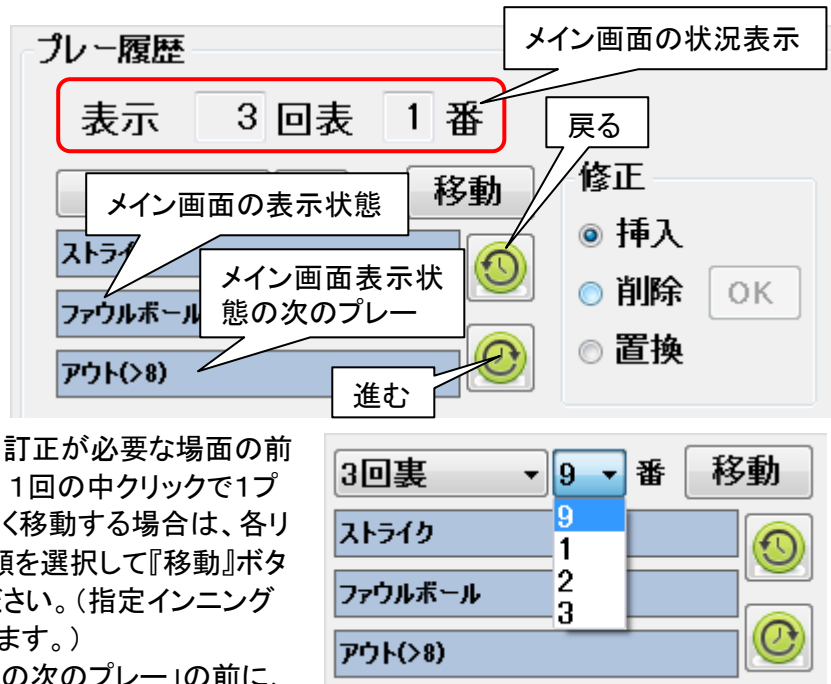 メイン画面の状況表示
プレー履歴
表示 3 回表 1 番
戻る
移動
修正
メイン画面の表示状態
挿入
ストライ
メイン画面表示状
態の次のプレー
削除 OK
ファウルボール
置換
アウト(>8)
進む
訂正が必要な場面の前
1回の中クリックで1プ
く移動する場合は、各リ
を選択して『移動』ボタ
ださい。(指定インニング
ます。)
の次のプレー」の前に、
3回裏 9 番 移動
9
1
2
3
ストライク
ファウルボール
アウト(>8)